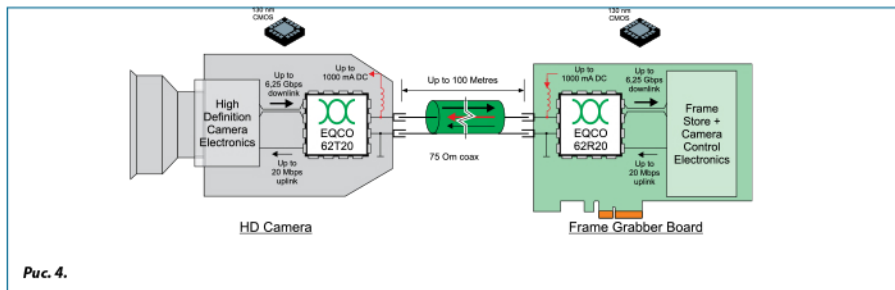 130 nm
CMOS
130 nm
CMOS
Up to
1000 mA DC
Up to 100 Metres
Up to
1000 mA DC
Up to
6,25 Gbps
downlink
Up to
6,25 Gbps
downlink
High
Definition
Camera
Electronics
EQCO
62T20
EQCO
62R20
Frame
Store +
Camera
Control
Electronics
Up to
20 Mbps
uplink
75 Om coax
Up to
20 Mbps
uplink
HD Camera
Frame Grabber Board
Рис. 4.